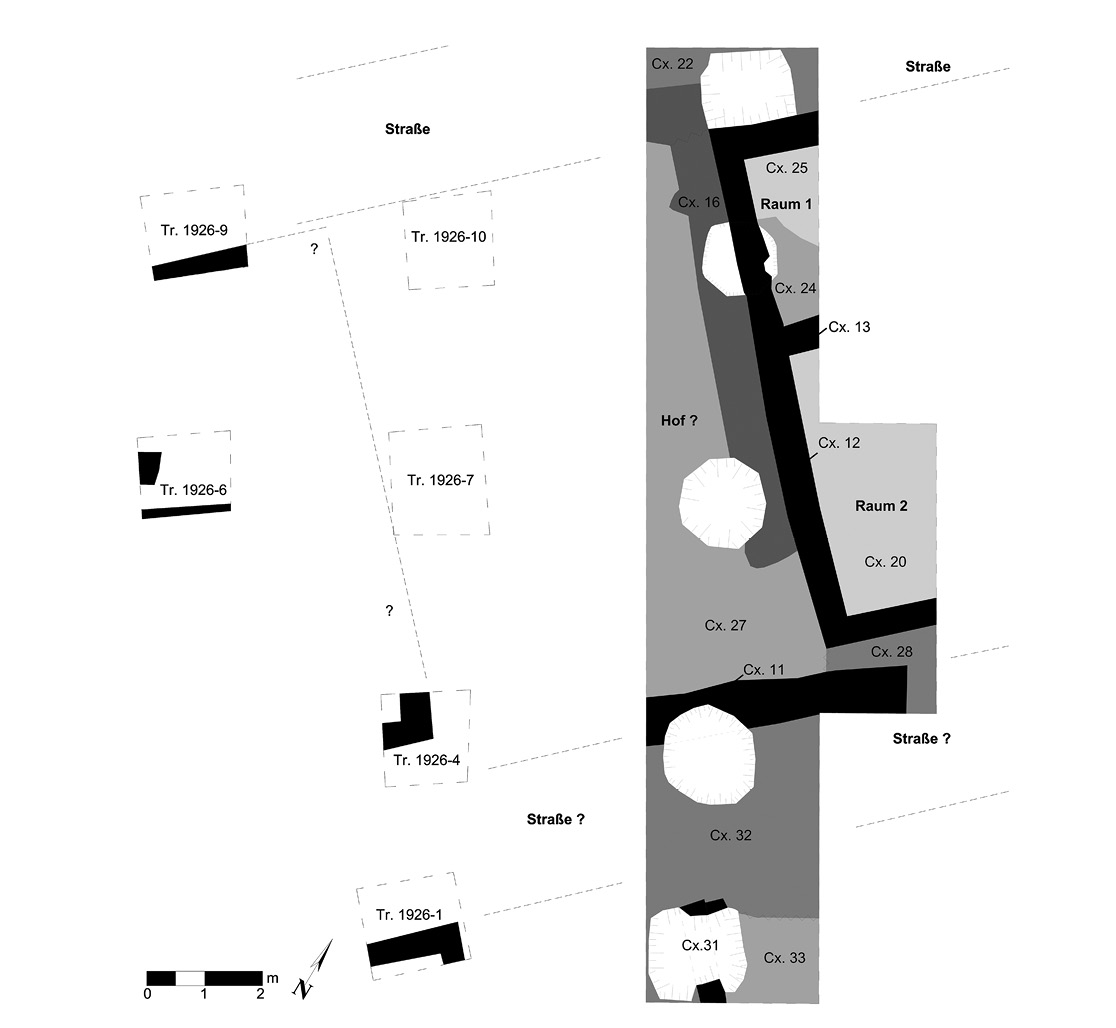 Cx. 22
Straße
Straße
Cx. 25
Cx. 16
Raum 1
Tr. 1926-9
Tr. 1926-10
?
Cx. 24
Cx. 13
Hof ?
Cx. 12
Tr. 1926-7
Tr. 1926-6
Raum 2
Cx. 20
?
Cx. 27
Cx. 28
Cx. 11
Straße ?
Tr. 1926-4
Straße ?
Cx. 32
Tr. 1926-1
Cx.31
Cx. 33
m
0 1 2
N